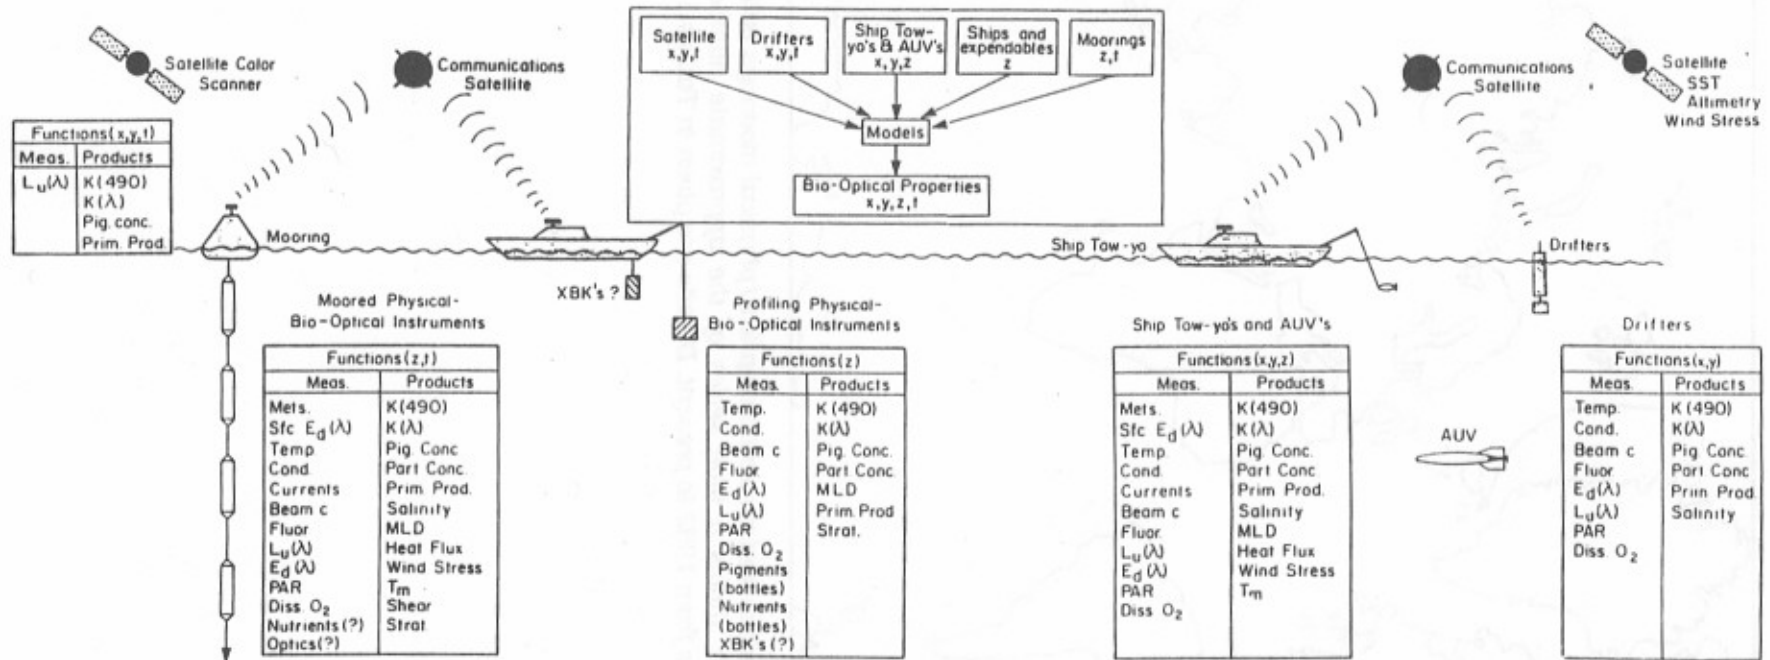 Satellite Color
Scanner
Communications
Satellite
Satellite
x,y,t
Drifters
x,y,t
Ship Tow-
yo's & AUV's
x, y, z
Ships and
expendables
z
Moorings
z,t
Models
Bio-Optical Properties
x,y,z,t
Communications
Satellite
Satellite
SST
Altimetry
Wind Stress
Functions(x,y,t)
Meas. Products
Lu(λ) K(490)
K(λ)
Pig. conc.
Prim. Prod.
Mooring
XBK's ?
Ship Tow-yo
Drifters
Moored Physical-
Bio-Optical Instruments
Functions(z,t)
Meas. Products
Mets. K(490)
Sfc Ed(λ) K(λ)
Temp Pig. Conc
Cond. Part Conc.
Currents Prim Prod.
Beam c Salinity
Fluor MLD
Lu(λ) Heat Flux
Ed(λ) Wind Stress
PAR Tm
Diss O2 Shear
Nutrients(?) Strat
Optics(?)
Profiling Physical-
Bio-Optical Instruments
Functions(z)
Meas. Products
Temp. K(490)
Cond. K(λ)
Beam c Pig. Conc.
Fluor. Part Conc.
Ed(λ) MLD
Lu(λ) Prim. Prod
PAR Strat.
Diss. O2
Pigments
(bottles)
Nutrients
(bottles)
XBK's(?)
Ship Tow-yo's and AUV's
Functions(x,y,z)
Meas. Products
Mets. K(490)
Sfc Ed(λ) K(λ)
Temp. Pig Conc.
Cond. Part Conc
Currents Prim Prod.
Beam c Salinity
Fluor. MLD
Lu(λ) Heat Flux
Ed(λ) Wind Stress
PAR Tm
Diss O2
AUV
Drifters
Functions(x,y)
Meas. Products
Temp. K(490)
Cond. K(λ)
Beam c Pig Conc.
Fluor Part Conc
Ed(λ) Prim Prod.
Lu(λ) Salinity
PAR
Diss O2